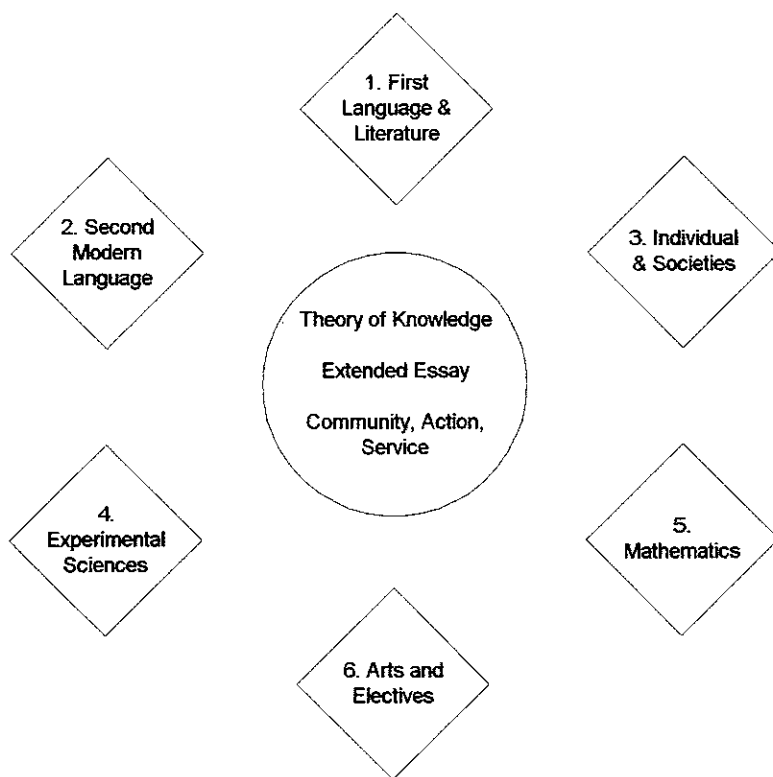 1. First
Language &
Literature
2. Second
Modern
Language
3. Individual
& Societies
Theory of Knowledge
Extended Essay
Community, Action,
Service
4.
Experimental
Sciences
5.
Mathematics
6. Arts and
Electives